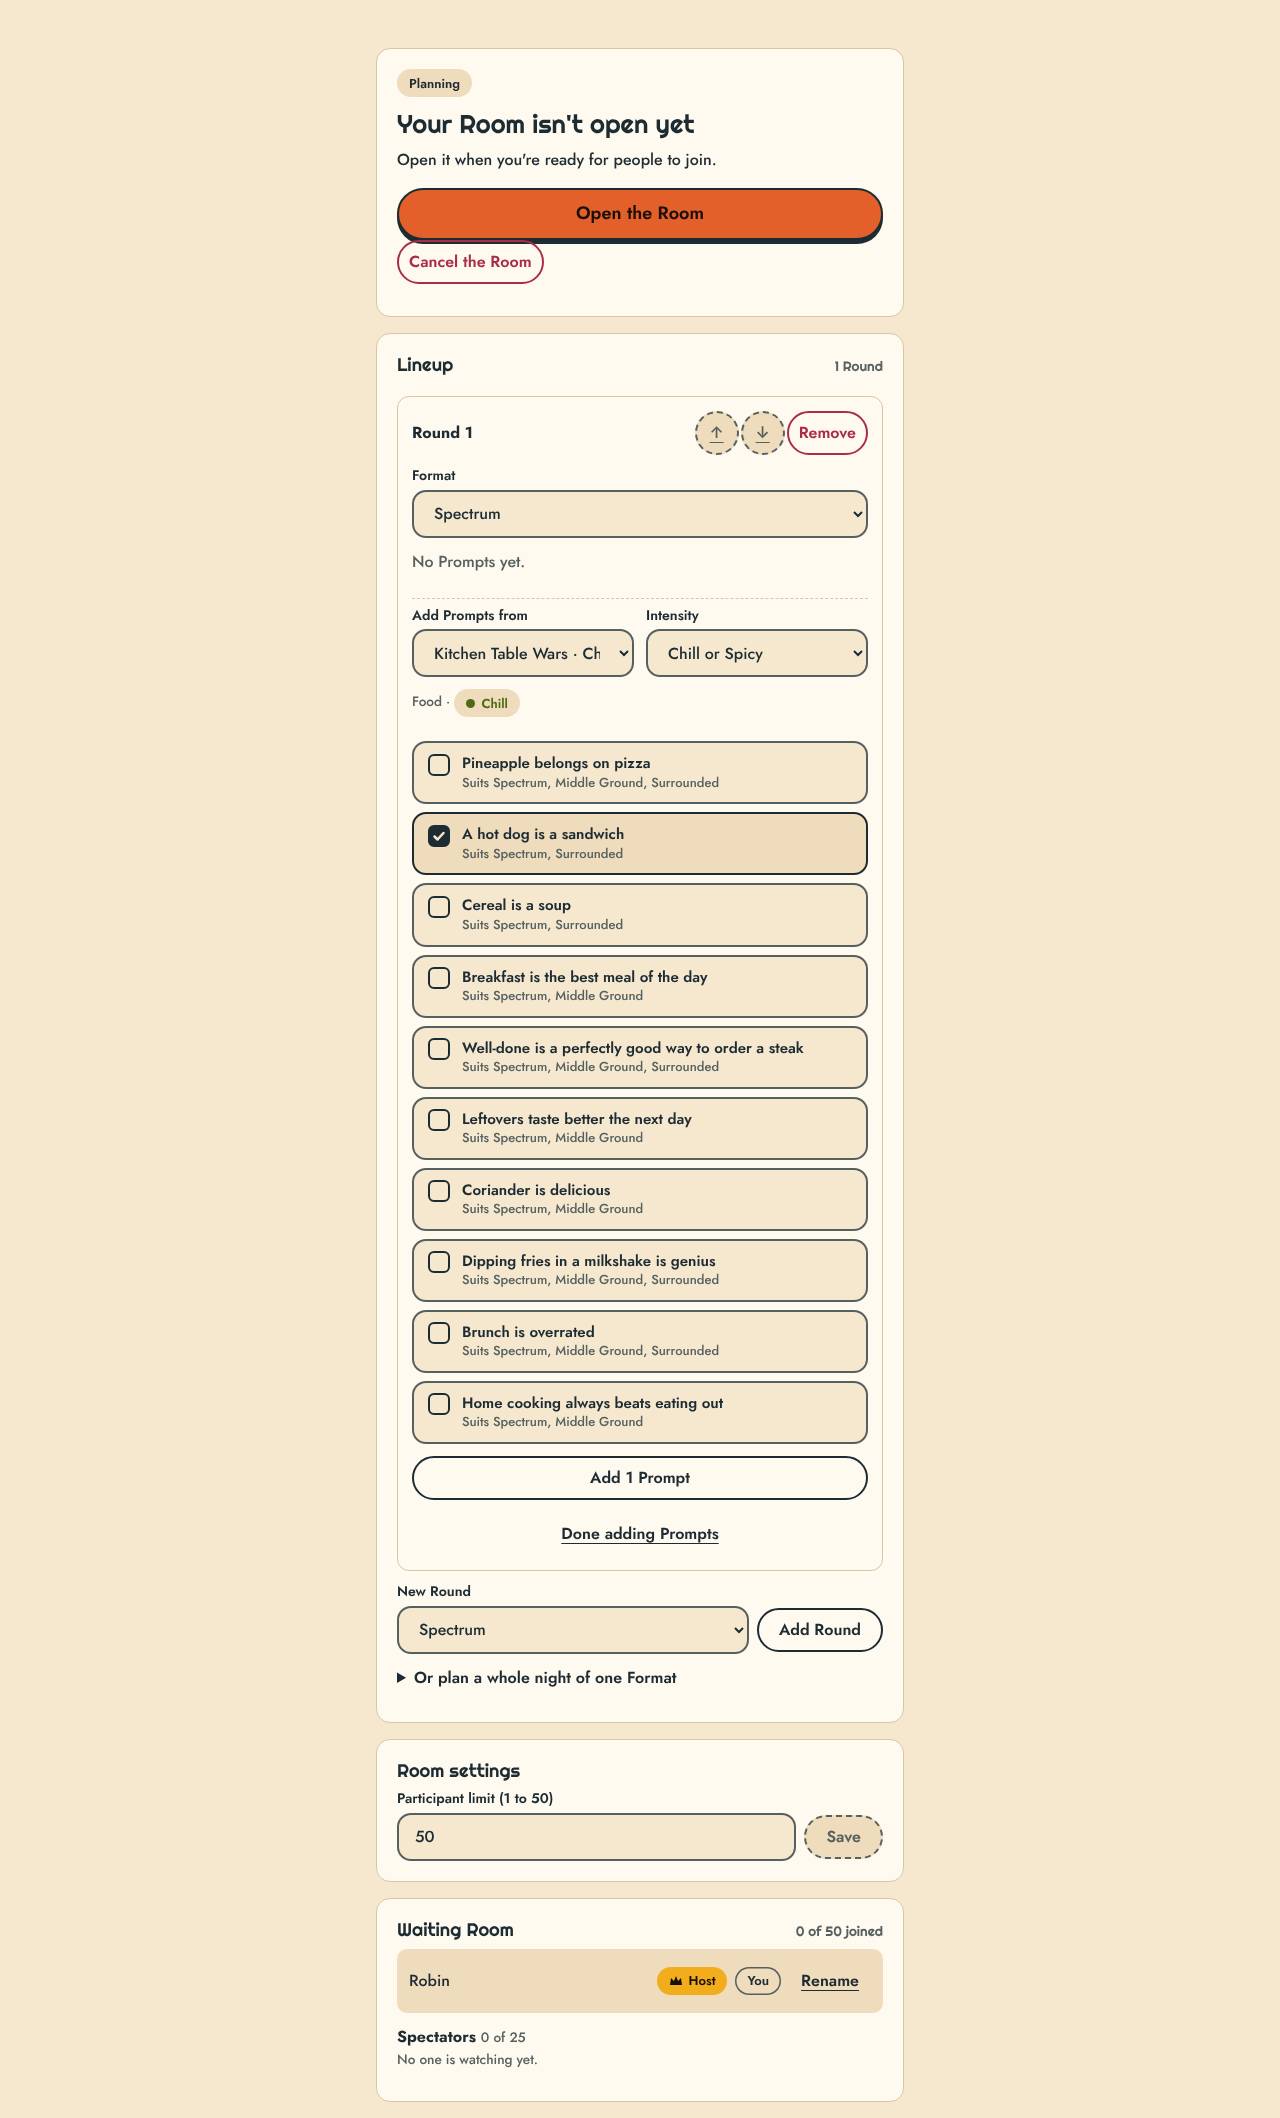 Planning
Your Room isn't open yet
Open it when you're ready for people to join.
Open the Room
Cancel the Room
Lineup
1 Round
Round 1
Remove
Format
Spectrum
No Prompts yet.
Add Prompts from
Intensity
Kitchen Table Wars · Ch
Chill or Spicy
Food ·
Chill
Pineapple belongs on pizza
Suits Spectrum, Middle Ground, Surrounded
A hot dog is a sandwich
Suits Spectrum, Surrounded
Cereal is a soup
Suits Spectrum, Surrounded
Breakfast is the best meal of the day
Suits Spectrum, Middle Ground
Well-done is a perfectly good way to order a steak
Suits Spectrum, Middle Ground, Surrounded
Leftovers taste better the next day
Suits Spectrum, Middle Ground
Coriander is delicious
Suits Spectrum, Middle Ground
Dipping fries in a milkshake is genius
Suits Spectrum, Middle Ground, Surrounded
Brunch is overrated
Suits Spectrum, Middle Ground, Surrounded
Home cooking always beats eating out
Suits Spectrum, Middle Ground
Add 1 Prompt
Done adding Prompts
New Round
Spectrum
Add Round
Or plan a whole night of one Format
Room settings
Participant limit (1 to 50)
50
Save
Waiting Room
0 of 50 joined
Robin
Host
You
Rename
Spectators 0 of 25
No one is watching yet.